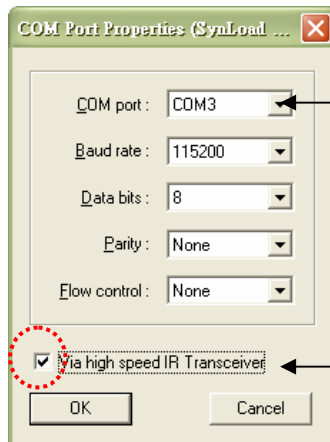 COM Port Properties (SynLoad ...
COM port : COM3
Baud rate : 115200
Data bits : 8
Parity : None
Flow control : None
Via high speed IR Transceiver
OK Cancel